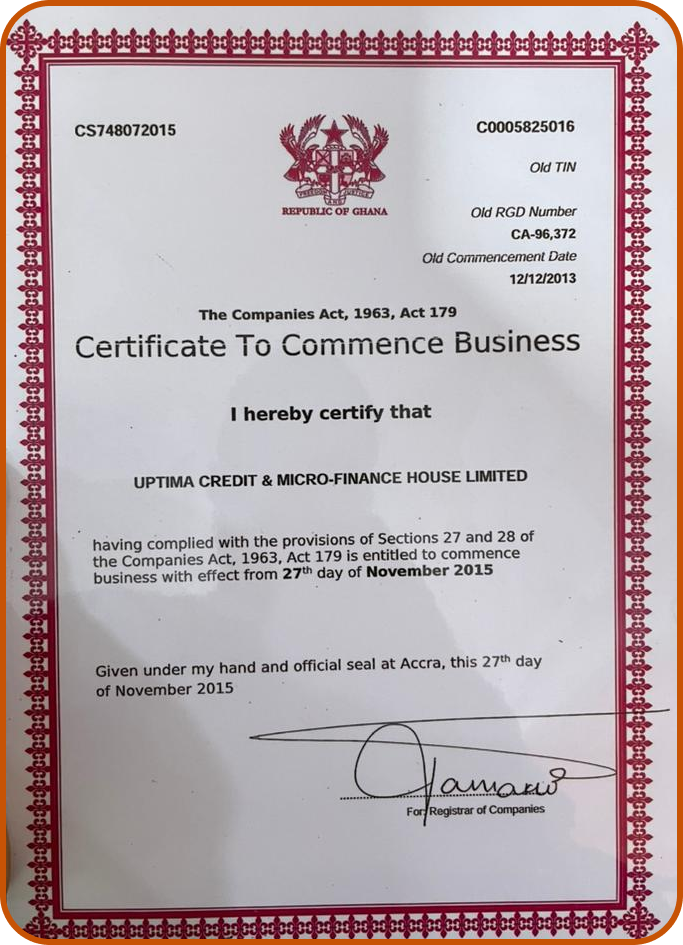 CS748072015
C0005825016
Old TIN
FREEDOM AND JUSTICE
REPUBLIC OF GHANA
Old RGD Number
CA-96,372
Old Commencement Date
12/12/2013
The Companies Act, 1963, Act 179
Certificate To Commence Business
I hereby certify that
UPTIMA CREDIT & MICRO-FINANCE HOUSE LIMITED
having complied with the provisions of Sections 27 and 28 of
the Companies Act, 1963, Act 179 is entitled to commence
business with effect from 27th day of November 2015
Given under my hand and official seal at Accra, this 27th day
of November 2015
For: Registrar of Companies